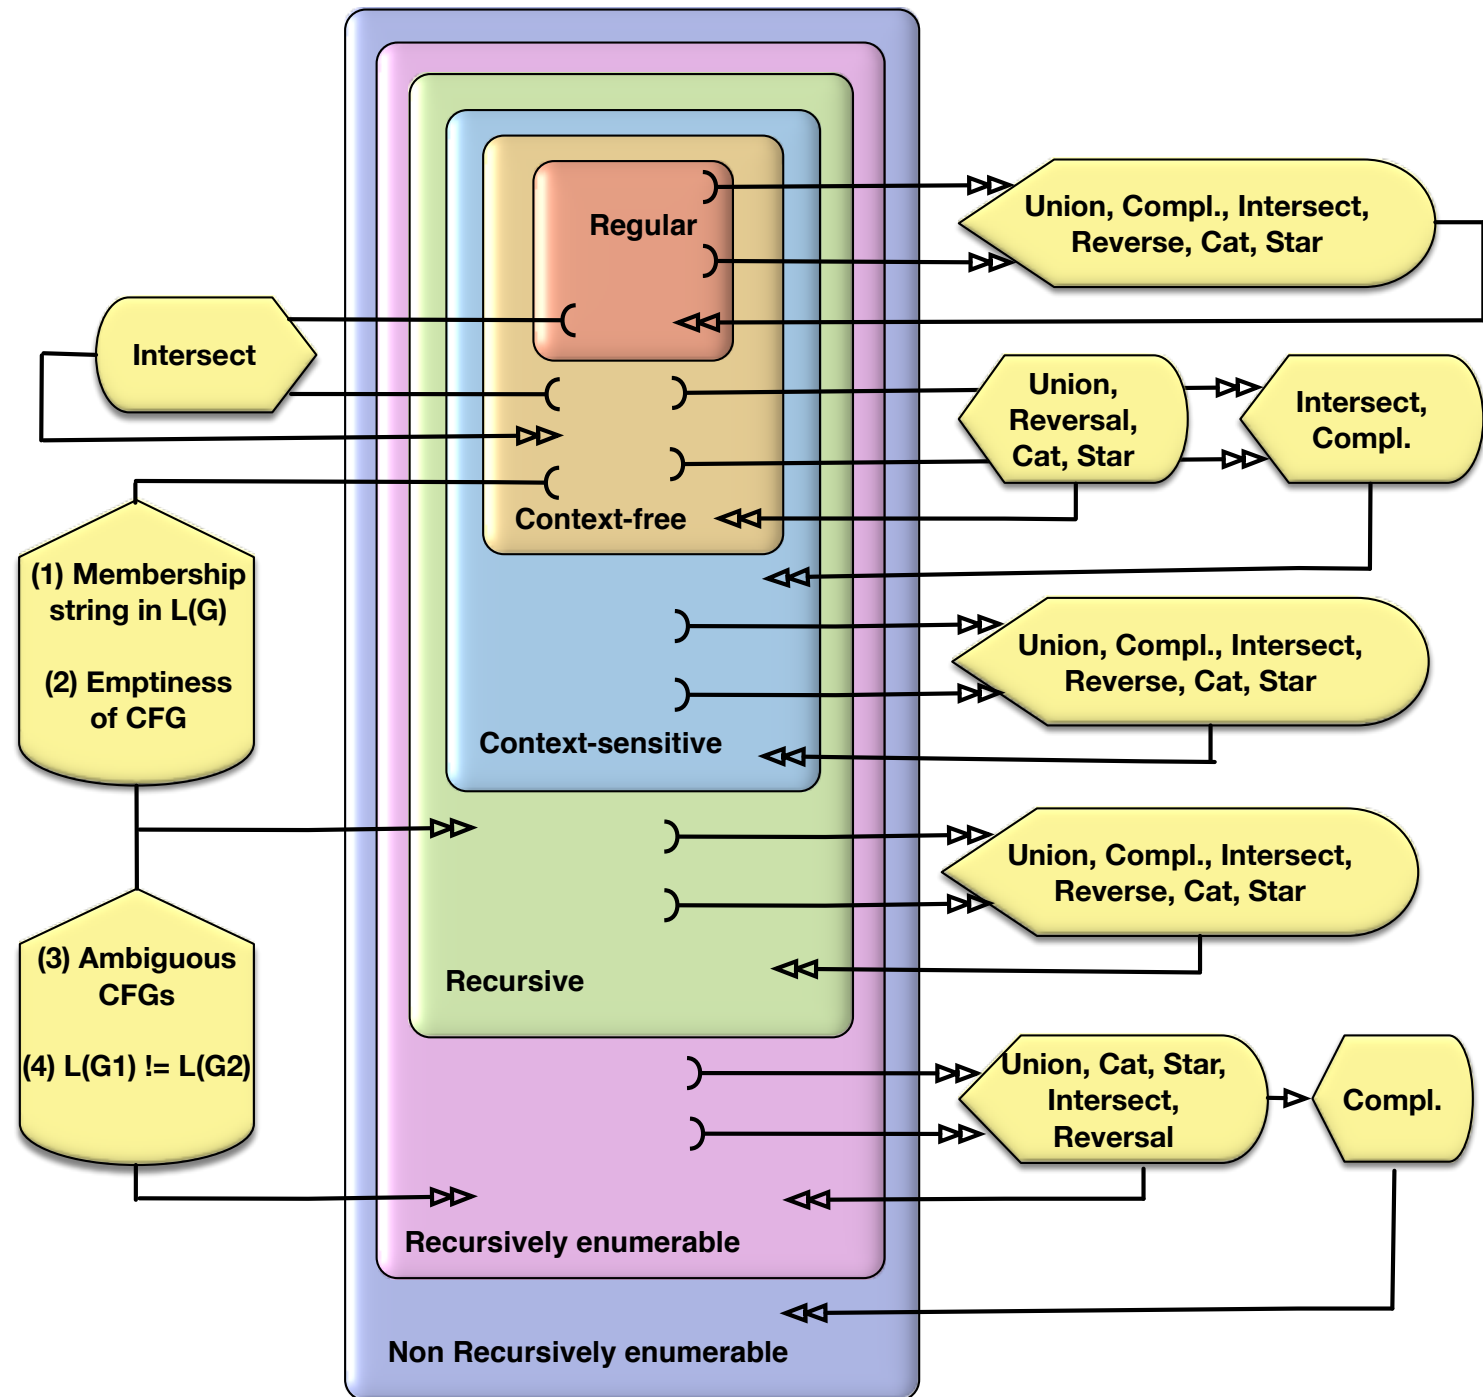 Regular
Union, Compl., Intersect,
Reverse, Cat, Star
Intersect
Union,
Reversal,
Cat, Star
Intersect,
Compl.
Context-free
(1) Membership
string in L(G)
(2) Emptiness
of CFG
Union, Compl., Intersect,
Reverse, Cat, Star
Context-sensitive
Union, Compl., Intersect,
Reverse, Cat, Star
Recursive
(3) Ambiguous
CFGs
(4) L(G1) != L(G2)
Union, Cat, Star,
Intersect,
Reversal
Compl.
Recursively enumerable
Non Recursively enumerable